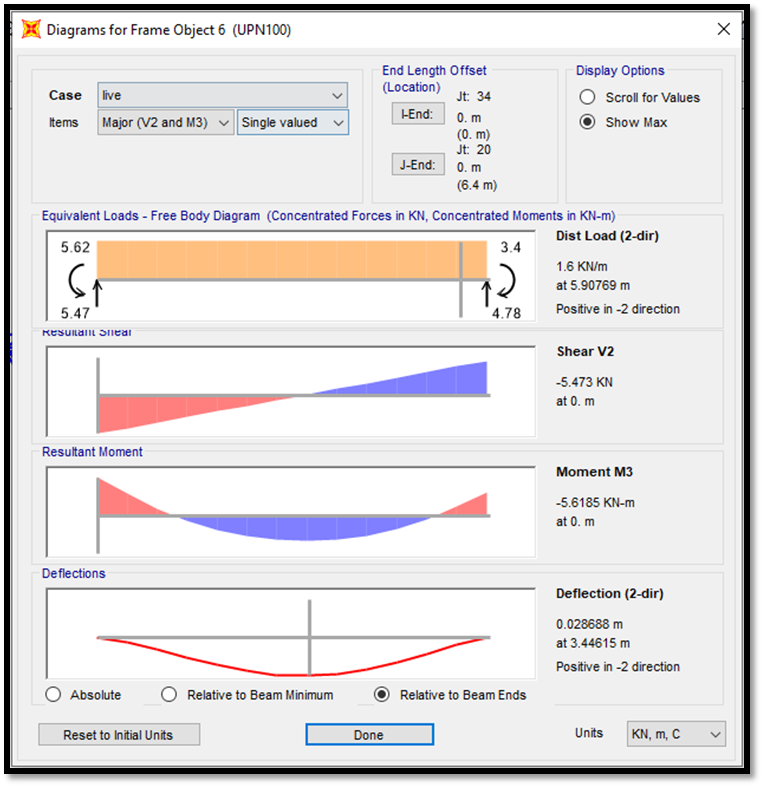 Diagrams for Frame Object 6 (UPN100)
Case live
Items Major (V2 and M3) Single valued
End Length Offset
(Location)
I-End: Jt: 34
0. m
(0. m)
J-End: Jt: 20
0. m
(6.4 m)
Display Options
Scroll for Values
Show Max
Equivalent Loads - Free Body Diagram (Concentrated Forces in KN, Concentrated Moments in KN-m)
5.62 3.4
5.47 4.78
Dist Load (2-dir)
1.6 KN/m
at 5.90769 m
Positive in -2 direction
Resultant Shear
Shear V2
-5.473 KN
at 0. m
Resultant Moment
Moment M3
-5.6185 KN-m
at 0. m
Deflections
Deflection (2-dir)
0.028688 m
at 3.44615 m
Positive in -2 direction
Absolute Relative to Beam Minimum Relative to Beam Ends
Reset to Initial Units Done Units KN, m, C